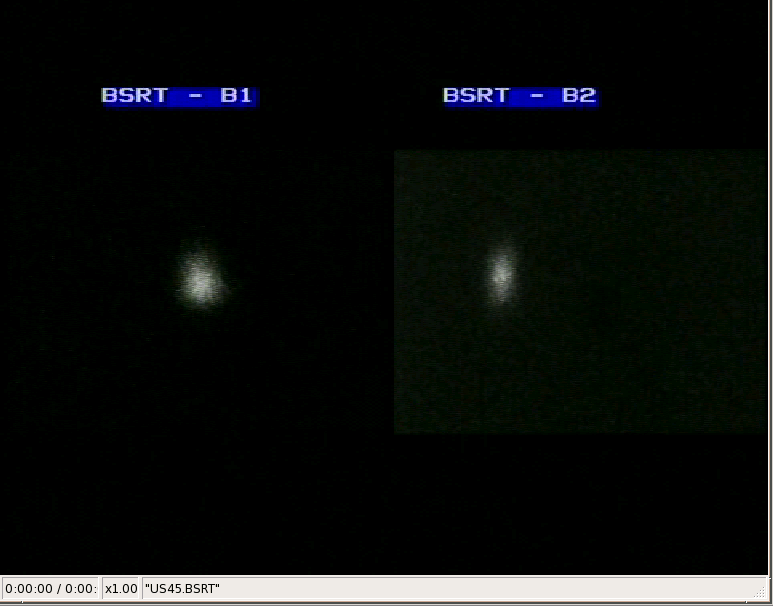 BSRT - B1
BSRT - B2
0:00:00 / 0:00: x1.00 "US45.BSRT"